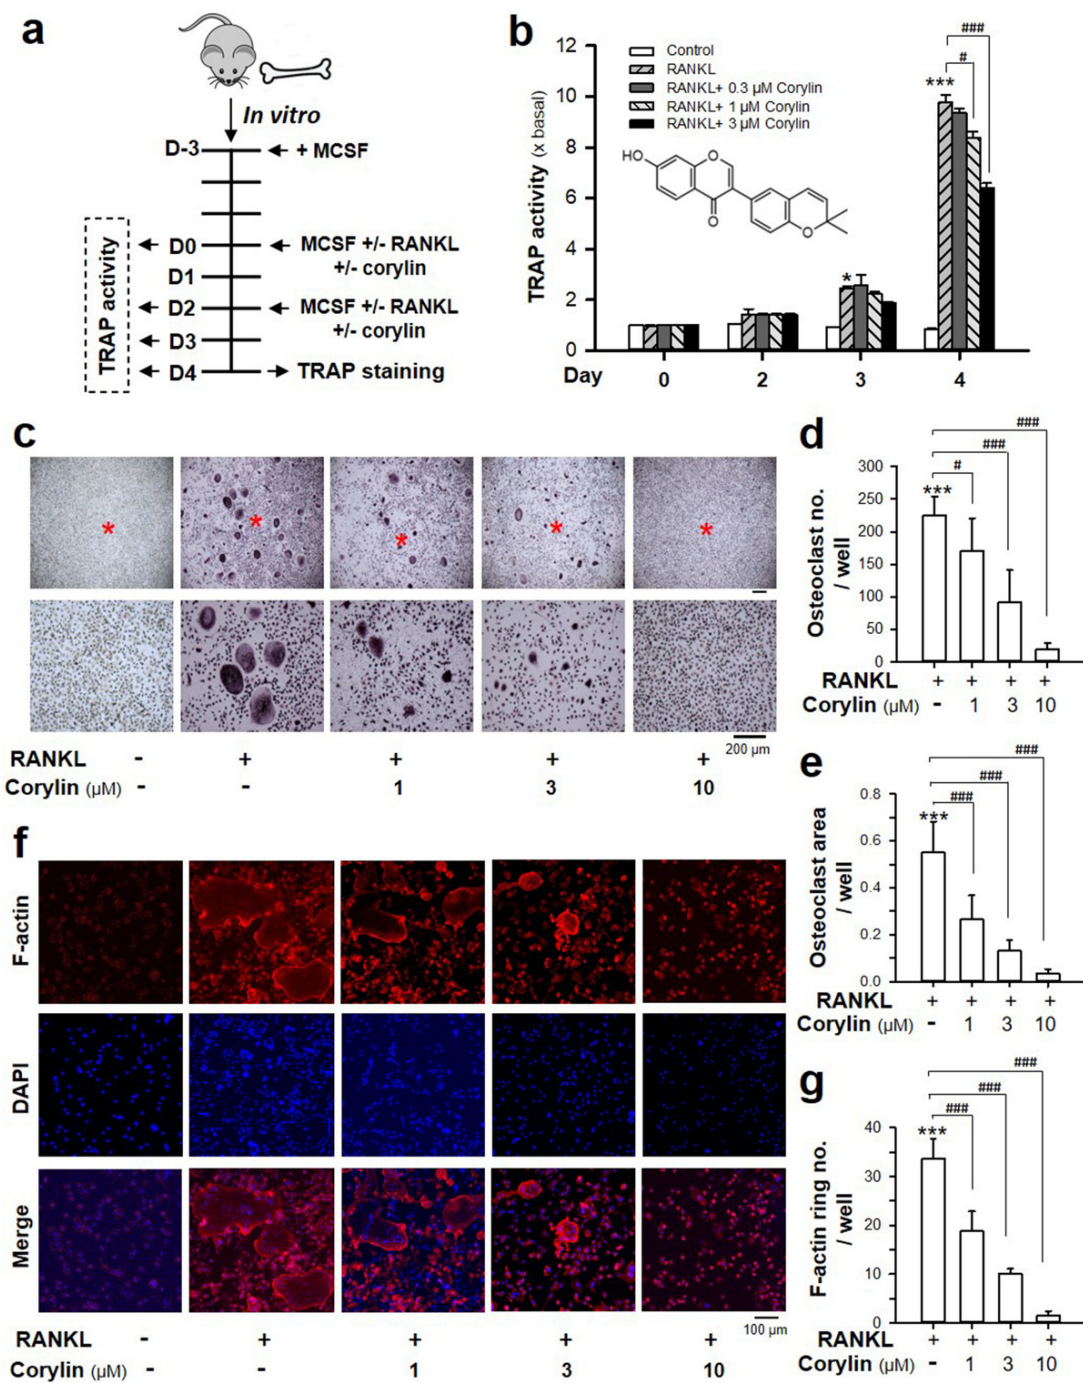 a
In vitro
D-3
+ MCSF
D0
MCSF +/- RANKL
+/- corylin
D1
D2
MCSF +/- RANKL
+/- corylin
D3
D4
TRAP staining
TRAP activity
b
Control
RANKL
RANKL+ 0.3 µM Corylin
RANKL+ 1 µM Corylin
RANKL+ 3 µM Corylin
HO
O
O
O
TRAP activity (x basal)
12
10
8
6
4
2
0
*
***
#
###
Day 0 2 3 4
c
* * * * *
200 µm
RANKL - + + + +
Corylin (µM) - - 1 3 10
d
###
###
#
***
Osteoclast no.
/ well
300
250
200
150
100
50
0
RANKL + + + +
Corylin (µM) - 1 3 10
e
###
###
###
***
Osteoclast area
/ well
0.8
0.6
0.4
0.2
0.0
RANKL + + + +
Corylin (µM) - 1 3 10
f
F-actin
DAPI
Merge
100 µm
RANKL - + + + +
Corylin (µM) - - 1 3 10
g
###
###
###
***
F-actin ring no.
/ well
40
30
20
10
0
RANKL + + + +
Corylin (µM) - 1 3 10